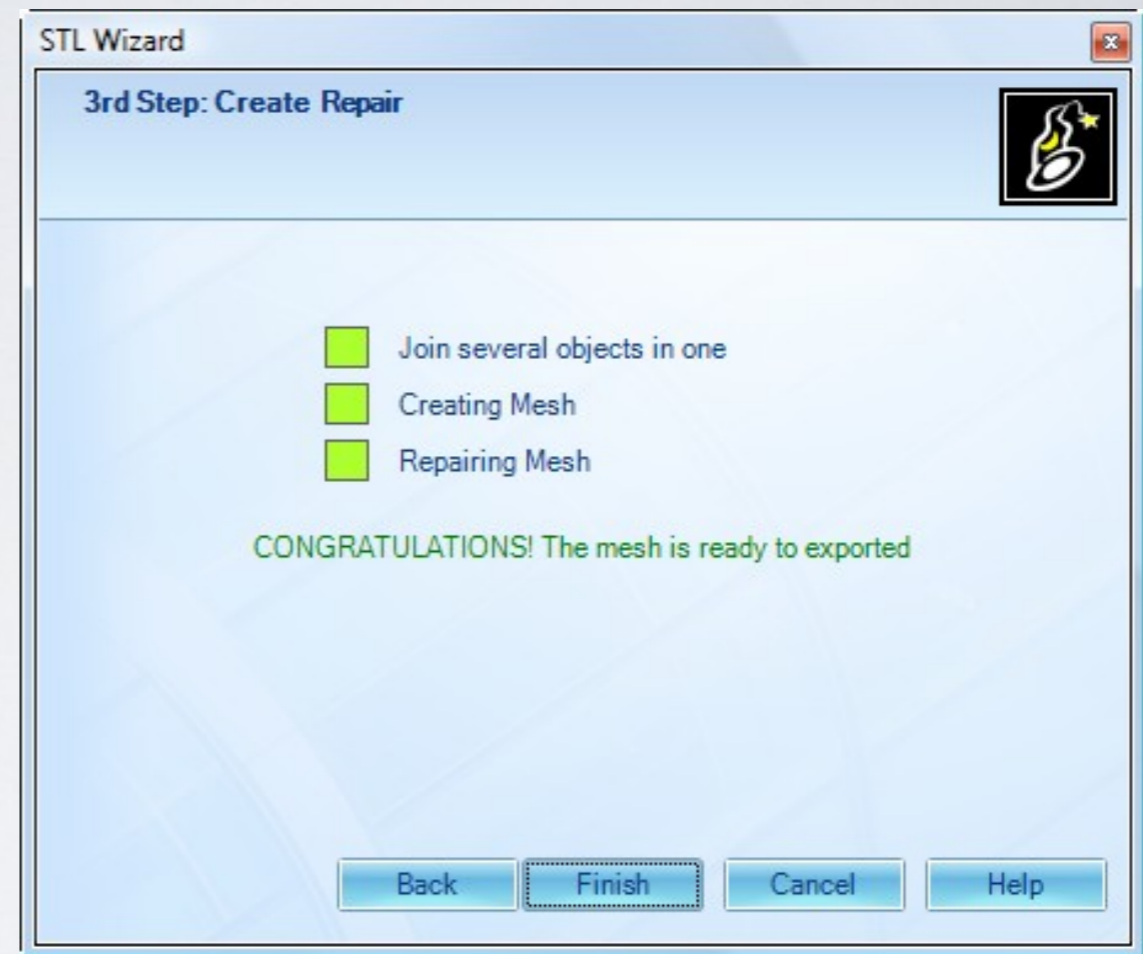 STL Wizard
3rd Step: Create Repair
Join several objects in one
Creating Mesh
Repairing Mesh
CONGRATULATIONS! The mesh is ready to exported
Back
Finish
Cancel
Help